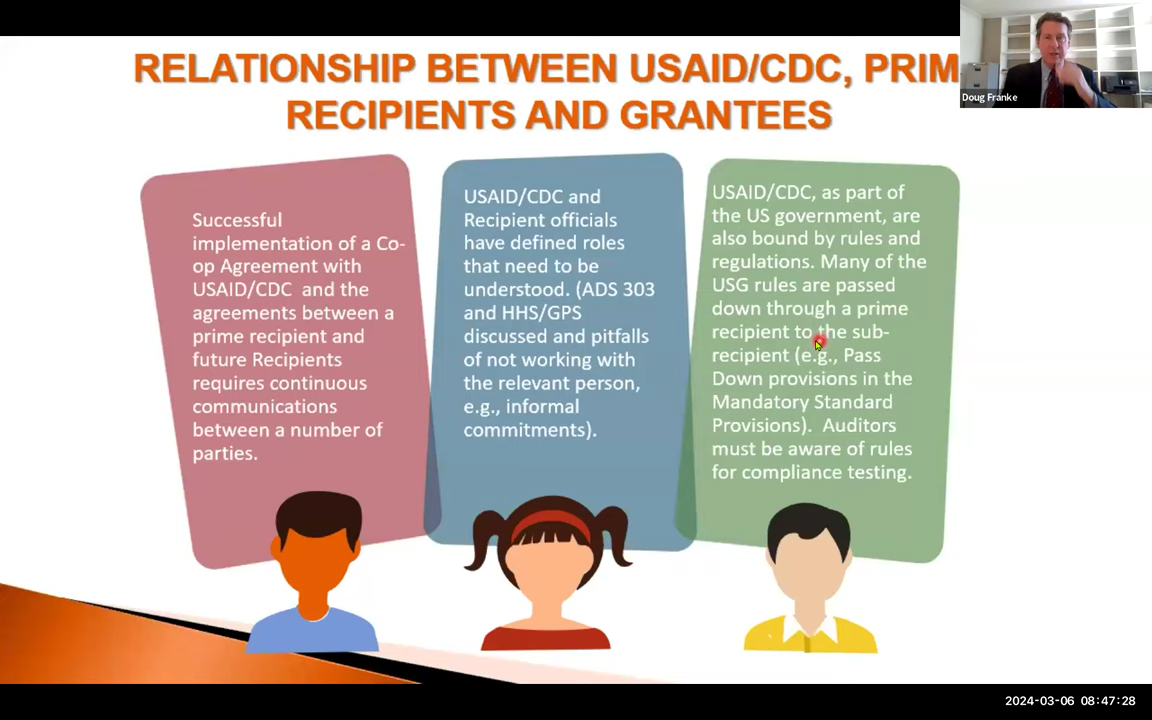 RELATIONSHIP BETWEEN USAID/CDC, PRIM
RECIPIENTS AND GRANTEES
Doug Franke
Successful
implementation of a Co-
op Agreement with
USAID/CDC and the
agreements between a
prime recipient and
future Recipients
requires continuous
communications
between a number of
parties.
USAID/CDC and
Recipient officials
have defined roles
that need to be
understood. (ADS 303
and HHS/GPS
discussed and pitfalls
of not working with
the relevant person,
e.g., informal
commitments).
USAID/CDC, as part of
the US government, are
also bound by rules and
regulations. Many of the
USG rules are passed
down through a prime
recipient to the sub-
recipient (e.g., Pass
Down provisions in the
Mandatory Standard
Provisions). Auditors
must be aware of rules
for compliance testing.
2024-03-06 08:47:28